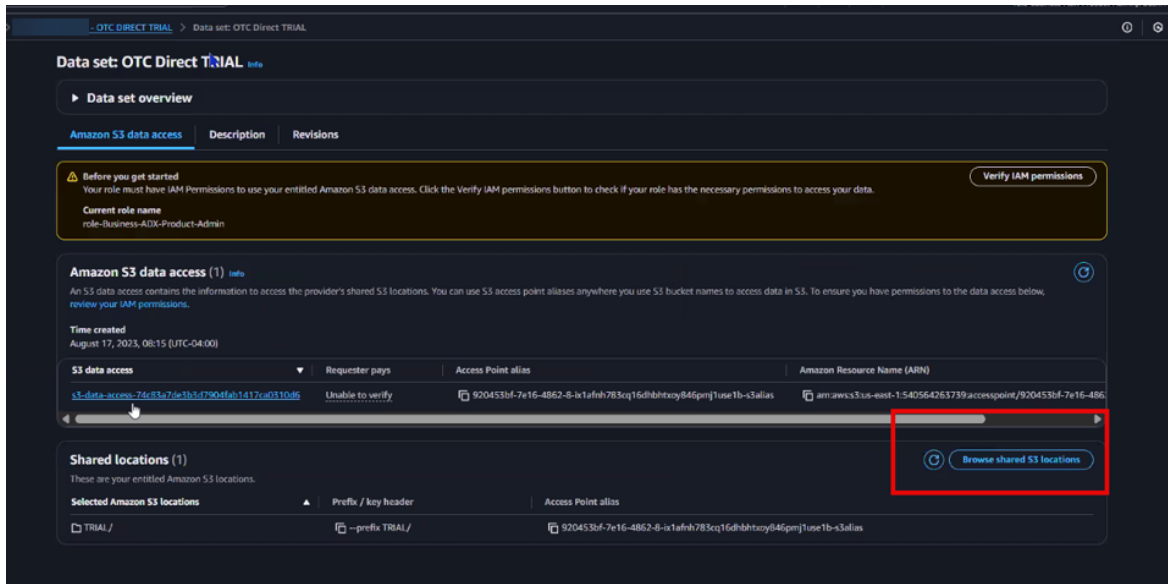 - OTC DIRECT TRIAL > Data set: OTC Direct TRIAL
Data set: OTC Direct TRIAL Info
Data set overview
Amazon S3 data access Description Revisions
Before you get started
Your role must have IAM Permissions to use your entitled Amazon S3 data access. Click the Verify IAM permissions button to check if your role has the necessary permissions to access your data.
Verify IAM permissions
Current role name
role-Business-ADX-Product-Admin
Amazon S3 data access (1) Info
An S3 data access contains the information to access the provider's shared S3 locations. You can use S3 access point aliases anywhere you use S3 bucket names to access data in S3. To ensure you have permissions to the data access below,
review your IAM permissions.
Time created
August 17, 2023, 08:15 (UTC-04:00)
S3 data access Requester pays Access Point alias Amazon Resource Name (ARN)
s3-data-access-74c83a7de3b3d7904fab1417ca0310d6 Unable to verify 920453bf-7e16-4862-8-ix1afnh783cq16dhbhtxoy846pmj1use1b-s3alias arn:aws:s3:us-east-1:540564263739:accesspoint/920453bf-7e16-486
Shared locations (1)
Browse shared S3 locations
These are your entitled Amazon S3 locations.
Selected Amazon S3 locations Prefix / key header Access Point alias
TRIAL/ --prefix TRIAL/ 920453bf-7e16-4862-8-ix1afnh783cq16dhbhtxoy846pmj1use1b-s3alias